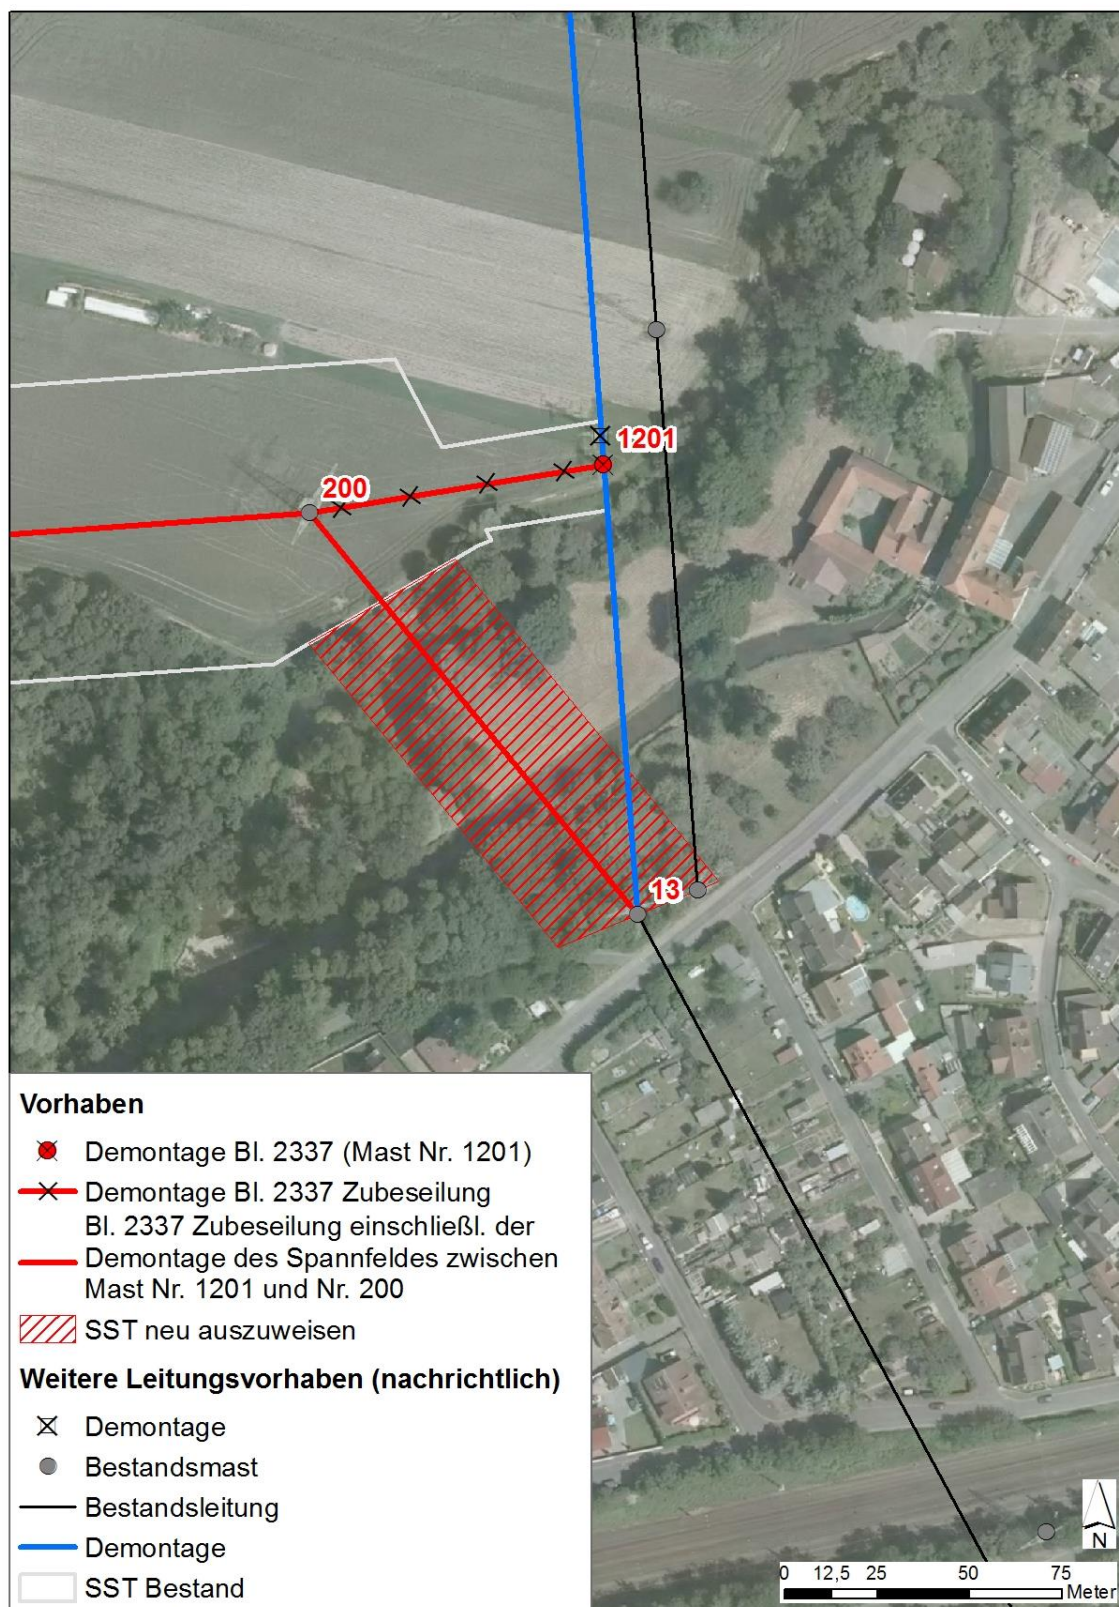 1201
200
13
Vorhaben
Demontage Bl. 2337 (Mast Nr. 1201)
Demontage Bl. 2337 Zubeseilung
Bl. 2337 Zubeseilung einschließl. der
Demontage des Spannfeldes zwischen
Mast Nr. 1201 und Nr. 200
SST neu auszuweisen
Weitere Leitungsvorhaben (nachrichtlich)
Demontage
Bestandsmast
Bestandsleitung
Demontage
SST Bestand
N
0 12,5 25 50 75
Meter